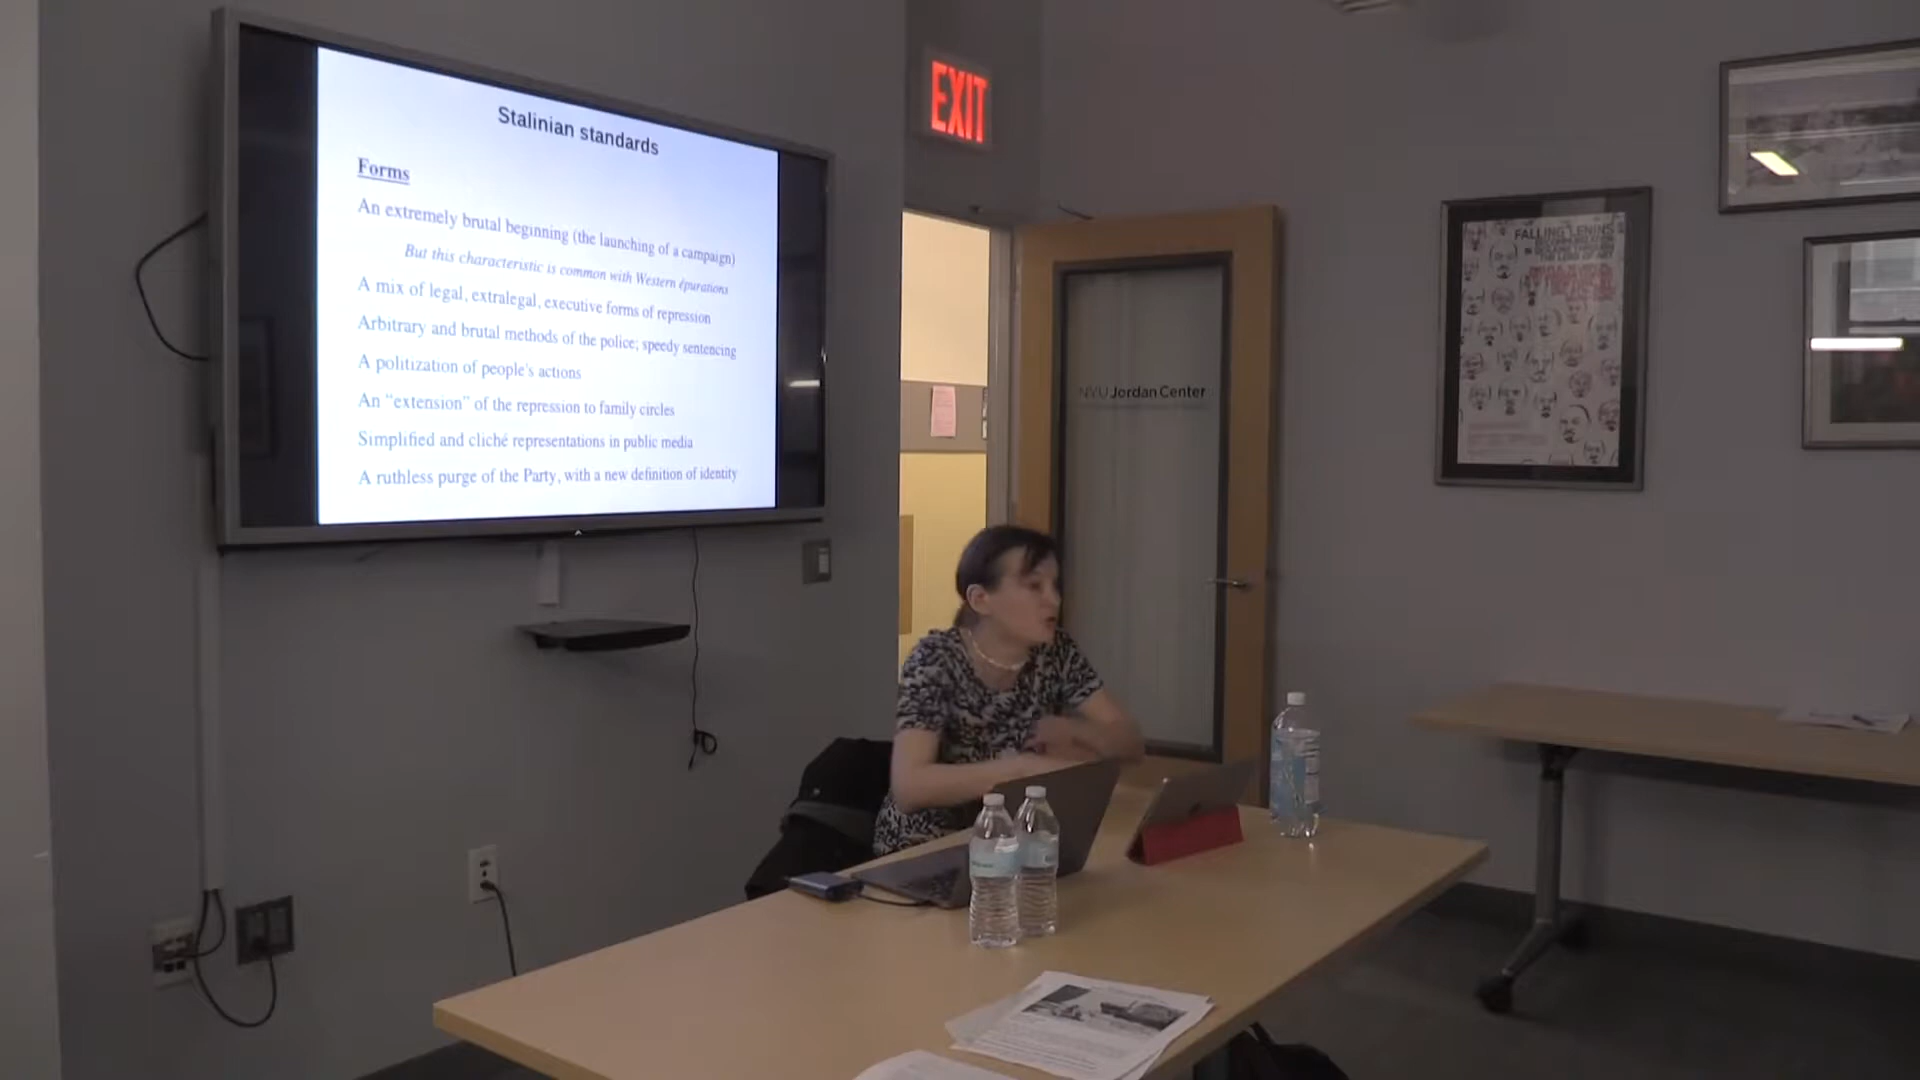 Stalinian standards
Forms
An extremely brutal beginning (the launching of a campaign)
But this characteristic is common with Western épurations
A mix of legal, extralegal, executive forms of repression
Arbitrary and brutal methods of the police; speedy sentencing
A politization of people's actions
An “extension” of the repression to family circles
Simplified and cliché representations in public media
A ruthless purge of the Party, with a new definition of identity
EXIT
NYU Jordan Center
FALLING LENINS